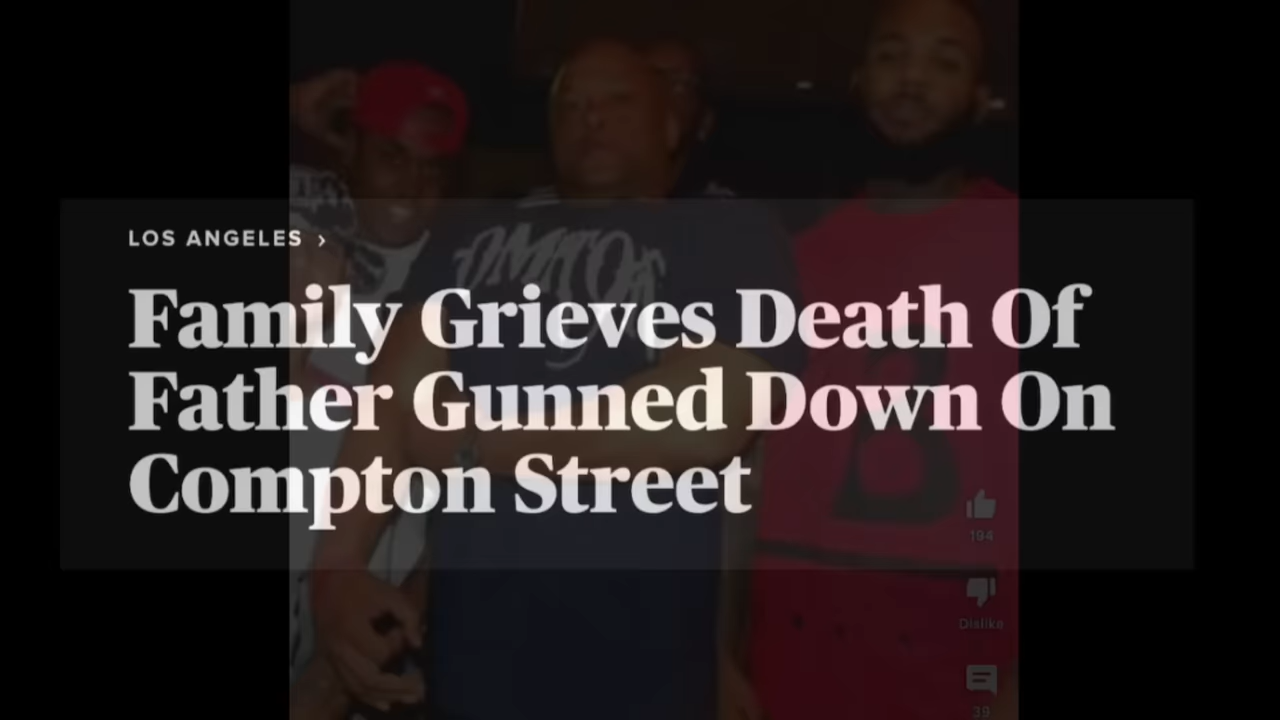 LOS ANGELES ›
Family Grieves Death Of
Father Gunned Down On
Compton Street
194
Dislike
39